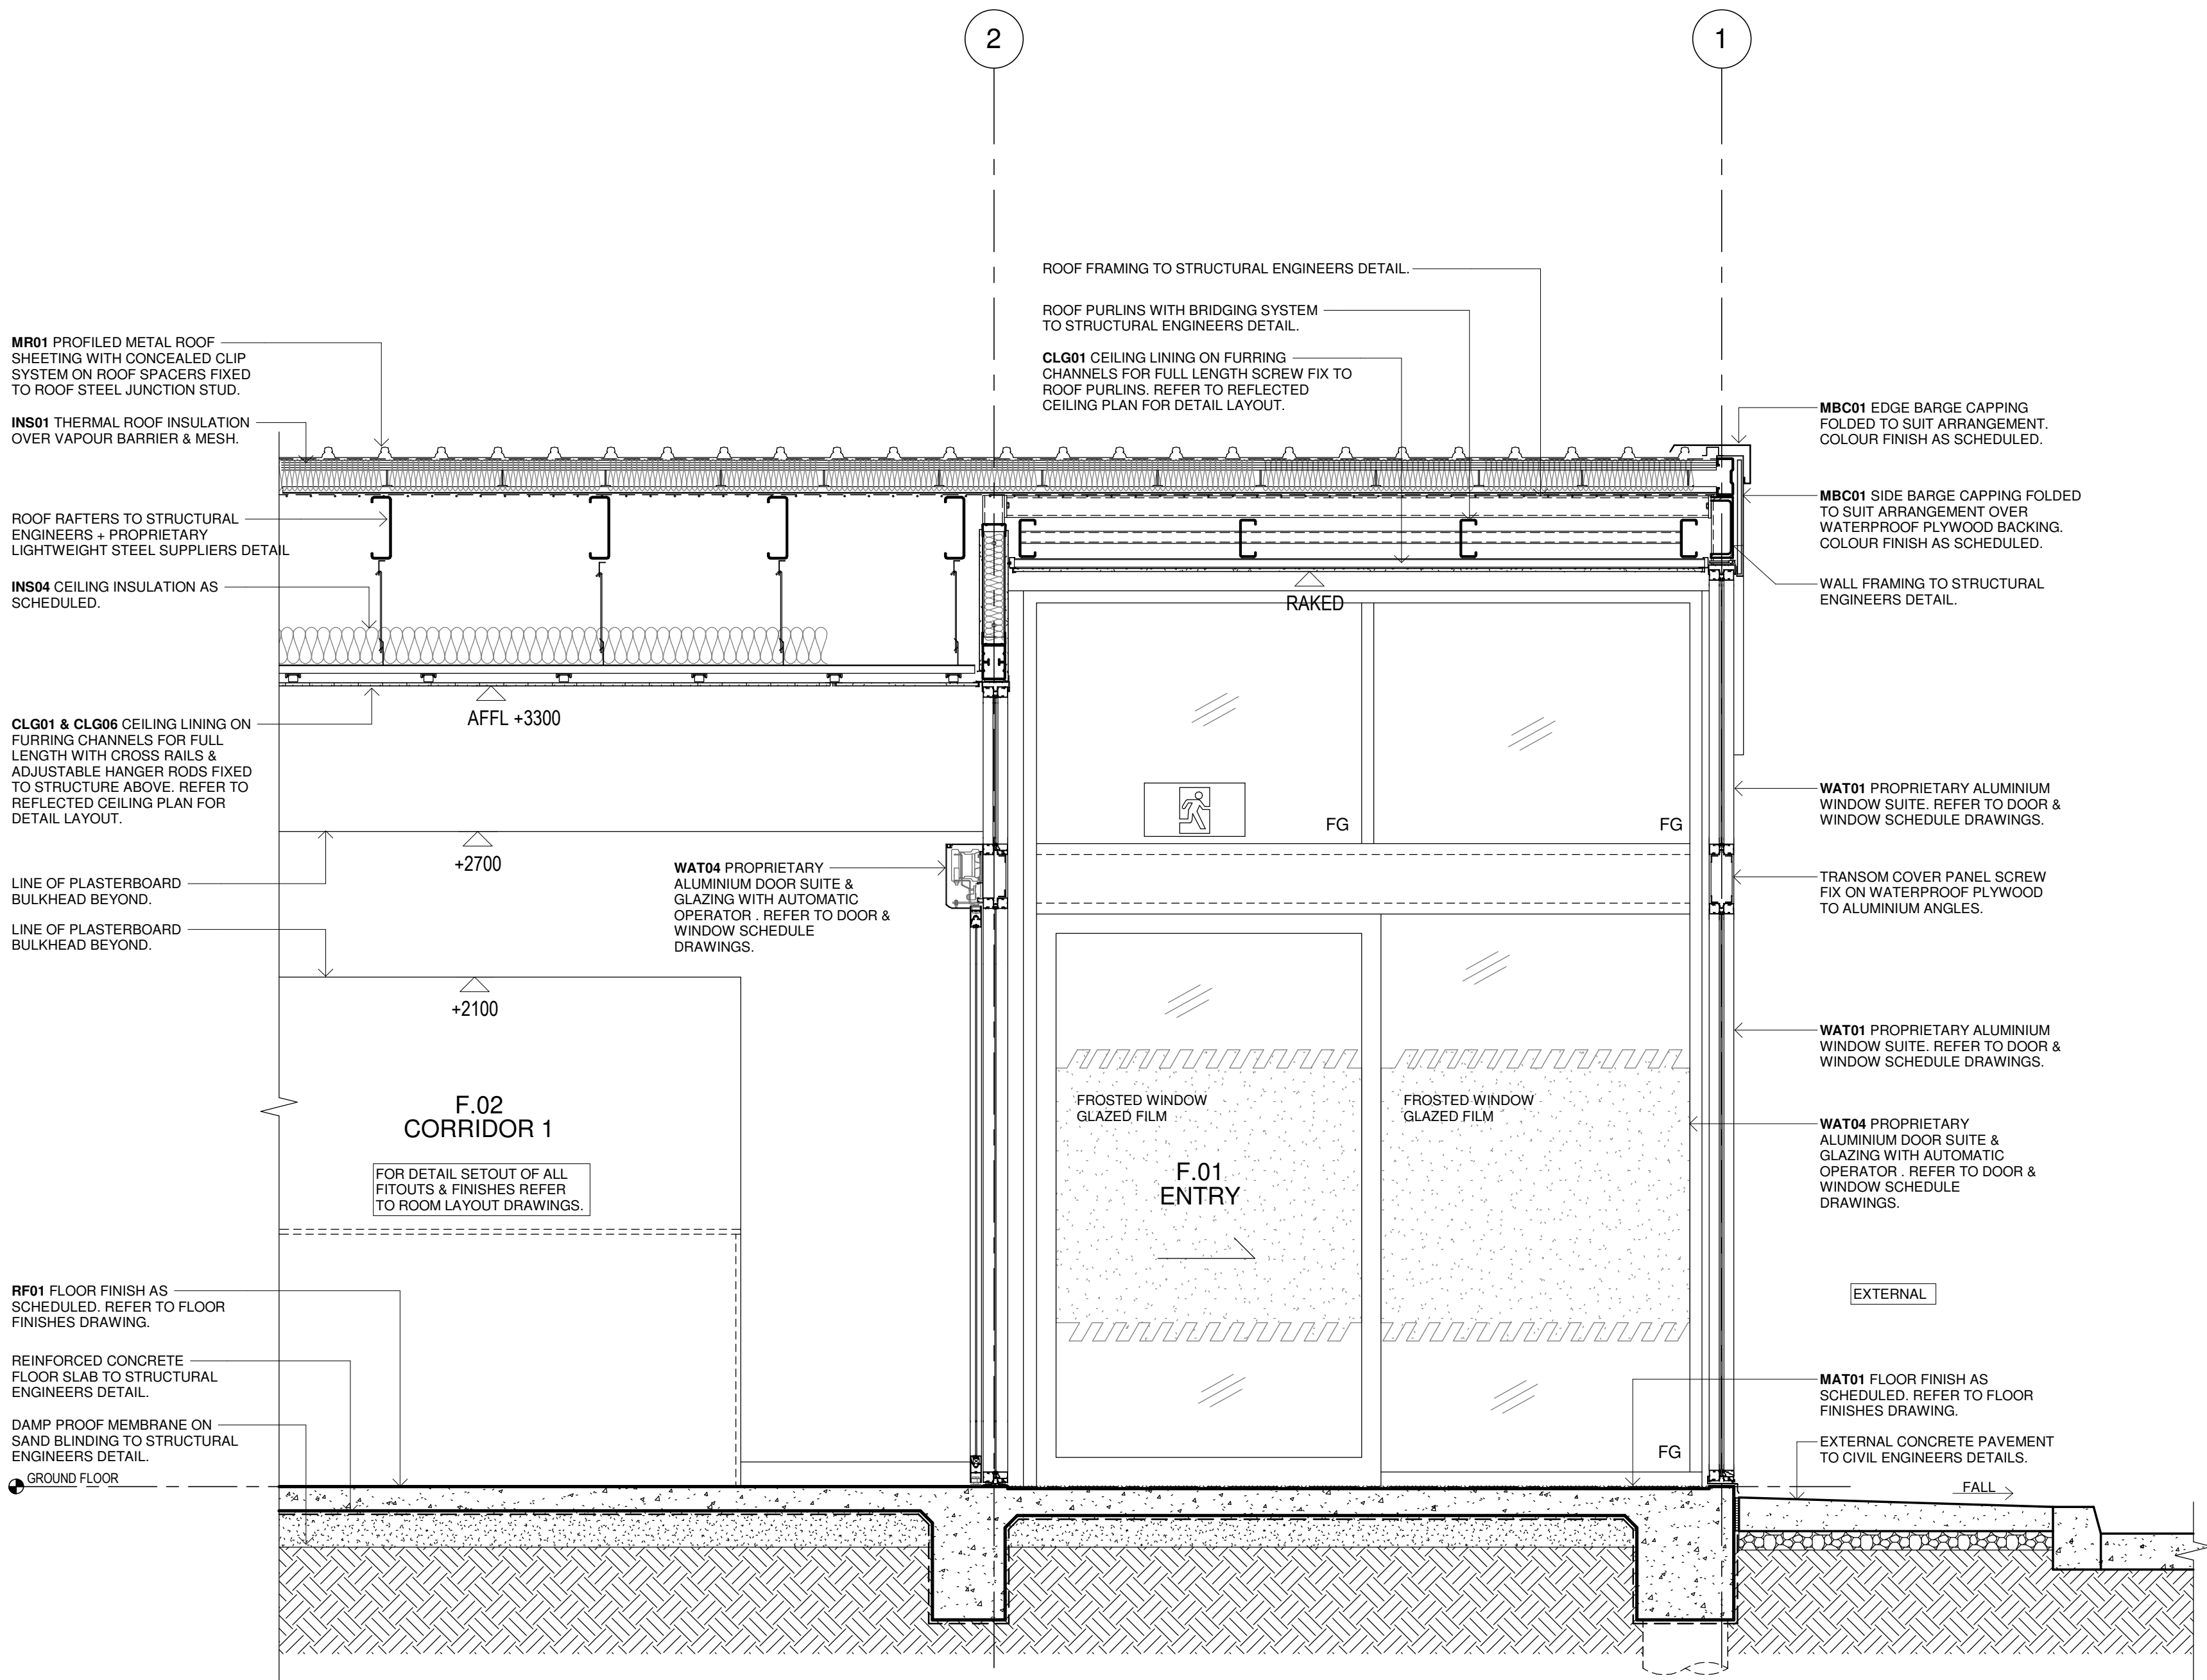 2
1
ROOF FRAMING TO STRUCTURAL ENGINEERS DETAIL.
ROOF PURLINS WITH BRIDGING SYSTEM
TO STRUCTURAL ENGINEERS DETAIL.
CLG01 CEILING LINING ON FURRING
CHANNELS FOR FULL LENGTH SCREW FIX TO
ROOF PURLINS. REFER TO REFLECTED
CEILING PLAN FOR DETAIL LAYOUT.
MR01 PROFILED METAL ROOF
SHEETING WITH CONCEALED CLIP
SYSTEM ON ROOF SPACERS FIXED
TO ROOF STEEL JUNCTION STUD.
INS01 THERMAL ROOF INSULATION
OVER VAPOUR BARRIER & MESH.
ROOF RAFTERS TO STRUCTURAL
ENGINEERS + PROPRIETARY
LIGHTWEIGHT STEEL SUPPLIERS DETAIL
INS04 CEILING INSULATION AS
SCHEDULED.
CLG01 & CLG06 CEILING LINING ON
FURRING CHANNELS FOR FULL
LENGTH WITH CROSS RAILS &
ADJUSTABLE HANGER RODS FIXED
TO STRUCTURE ABOVE. REFER TO
REFLECTED CEILING PLAN FOR
DETAIL LAYOUT.
LINE OF PLASTERBOARD
BULKHEAD BEYOND.
LINE OF PLASTERBOARD
BULKHEAD BEYOND.
RF01 FLOOR FINISH AS
SCHEDULED. REFER TO FLOOR
FINISHES DRAWING.
REINFORCED CONCRETE
FLOOR SLAB TO STRUCTURAL
ENGINEERS DETAIL.
DAMP PROOF MEMBRANE ON
SAND BLINDING TO STRUCTURAL
ENGINEERS DETAIL.
GROUND FLOOR
AFFL +3300
+2700
+2100
F.02
CORRIDOR 1
FOR DETAIL SETOUT OF ALL
FITOUTS & FINISHES REFER
TO ROOM LAYOUT DRAWINGS.
WAT04 PROPRIETARY
ALUMINIUM DOOR SUITE &
GLAZING WITH AUTOMATIC
OPERATOR . REFER TO DOOR &
WINDOW SCHEDULE
DRAWINGS.
RAKED
FG
FG
FROSTED WINDOW
GLAZED FILM
FROSTED WINDOW
GLAZED FILM
F.01
ENTRY
FG
MBC01 EDGE BARGE CAPPING
FOLDED TO SUIT ARRANGEMENT.
COLOUR FINISH AS SCHEDULED.
MBC01 SIDE BARGE CAPPING FOLDED
TO SUIT ARRANGEMENT OVER
WATERPROOF PLYWOOD BACKING.
COLOUR FINISH AS SCHEDULED.
WALL FRAMING TO STRUCTURAL
ENGINEERS DETAIL.
WAT01 PROPRIETARY ALUMINIUM
WINDOW SUITE. REFER TO DOOR &
WINDOW SCHEDULE DRAWINGS.
TRANSOM COVER PANEL SCREW
FIX ON WATERPROOF PLYWOOD
TO ALUMINIUM ANGLES.
WAT01 PROPRIETARY ALUMINIUM
WINDOW SUITE. REFER TO DOOR &
WINDOW SCHEDULE DRAWINGS.
WAT04 PROPRIETARY
ALUMINIUM DOOR SUITE &
GLAZING WITH AUTOMATIC
OPERATOR . REFER TO DOOR &
WINDOW SCHEDULE
DRAWINGS.
EXTERNAL
MAT01 FLOOR FINISH AS
SCHEDULED. REFER TO FLOOR
FINISHES DRAWING.
EXTERNAL CONCRETE PAVEMENT
TO CIVIL ENGINEERS DETAILS.
FALL